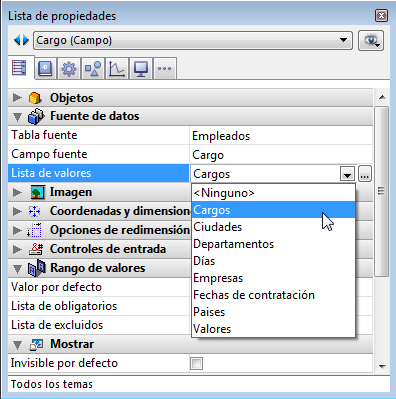 Lista de propiedades
Cargo (Campo)
Objetos
Fuente de datos
Tabla fuente Empleados
Campo fuente Cargo
Lista de valores Cargos
<Ninguno>
Cargos
Ciudades
Departamentos
Días
Empresas
Fechas de contratación
Paises
Valores
Imagen
Coordenadas y dimension
Opciones de redimensió
Controles de entrada
Rango de valores
Valor por defecto
Lista de obligatorios
Lista de excluidos
Mostrar
Invisible por defecto
Todos los temas